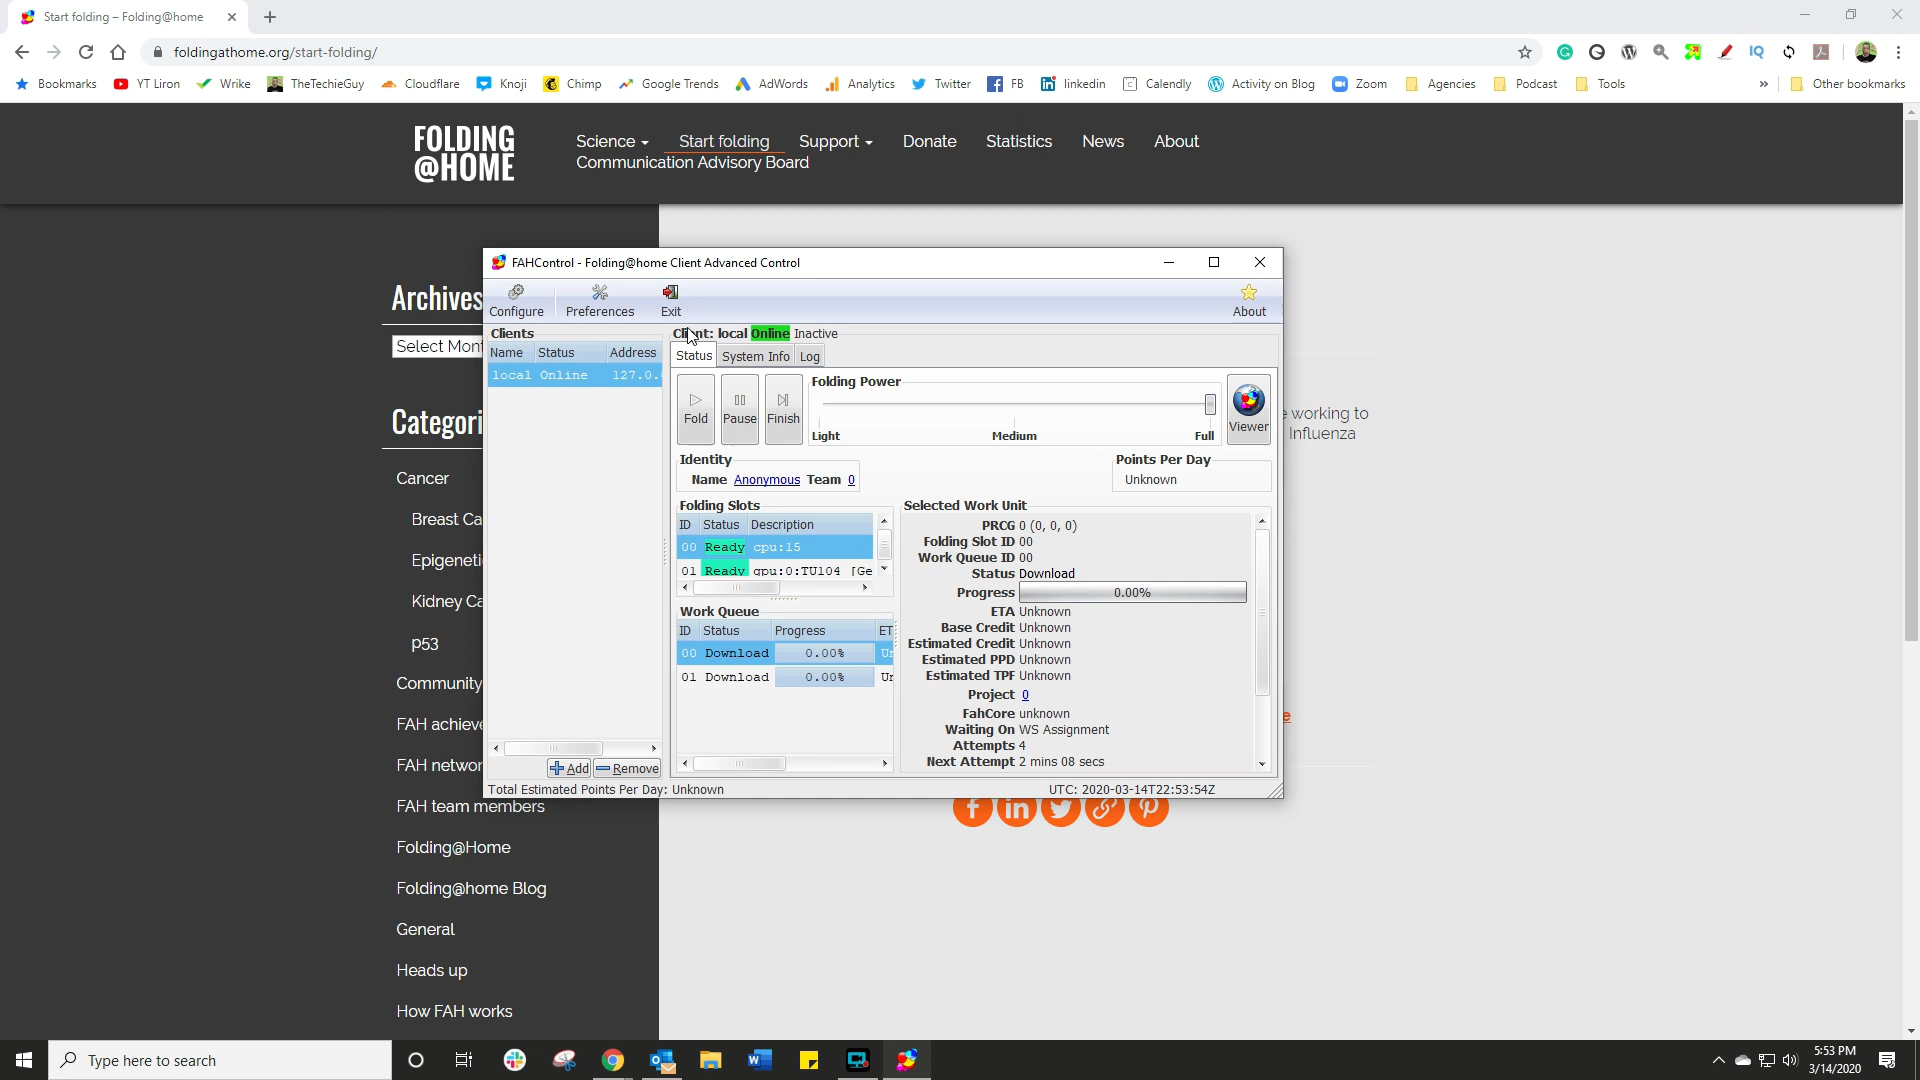 Start folding – Folding@home
foldingathome.org/start-folding/
Bookmarks YT Liron Wrike TheTechieGuy Cloudflare Knoji Chimp Google Trends AdWords Analytics Twitter FB linkedin Calendly Activity on Blog Zoom Agencies Podcast Tools » Other bookmarks
FOLDING
@HOME
Science Start folding Support Donate Statistics News About
Communication Advisory Board
Archives
Select Mont
Categori
Cancer
Breast Ca
Epigeneti
Kidney Ca
p53
Community
FAH achieve
FAH networ
FAH team members
Folding@Home
Folding@home Blog
General
Heads up
How FAH works
e working to
Influenza
e
FAHControl - Folding@home Client Advanced Control
Configure Preferences Exit About
Clients
Name Status Address
local Online 127.0.
Add Remove
Client: local Online Inactive
Status System Info Log
Fold Pause Finish
Folding Power
Light Medium Full
Viewer
Identity
Name Anonymous Team 0
Points Per Day
Unknown
Folding Slots
ID Status Description
00 Ready cpu:15
01 Ready gpu:0:TU104 [Ge
Work Queue
ID Status Progress ET
00 Download 0.00% Un
01 Download 0.00% Un
Selected Work Unit
PRCG 0 (0, 0, 0)
Folding Slot ID 00
Work Queue ID 00
Status Download
Progress 0.00%
ETA Unknown
Base Credit Unknown
Estimated Credit Unknown
Estimated PPD Unknown
Estimated TPF Unknown
Project 0
FahCore unknown
Waiting On WS Assignment
Attempts 4
Next Attempt 2 mins 08 secs
Total Estimated Points Per Day: Unknown UTC: 2020-03-14T22:53:54Z
Type here to search
5:53 PM
3/14/2020